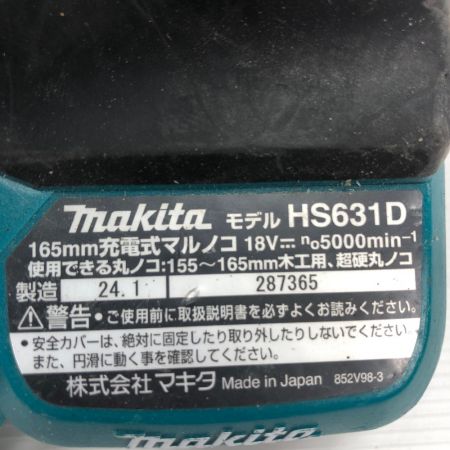 makita モデル HS631D
165mm充電式マルノコ 18V⎓ n₀5000min⁻¹
使用できる丸ノコ:155～165mm木工用、超硬丸ノコ
製造 24.1 287365
⚠警告・ご使用前に取扱説明書を必ずよくお読みください。
・安全カバーは、絶対に固定したり取り外したりしないでください。
また、円滑に動く事を確認してください。
株式会社マキタ Made in Japan 852V98-3
makita